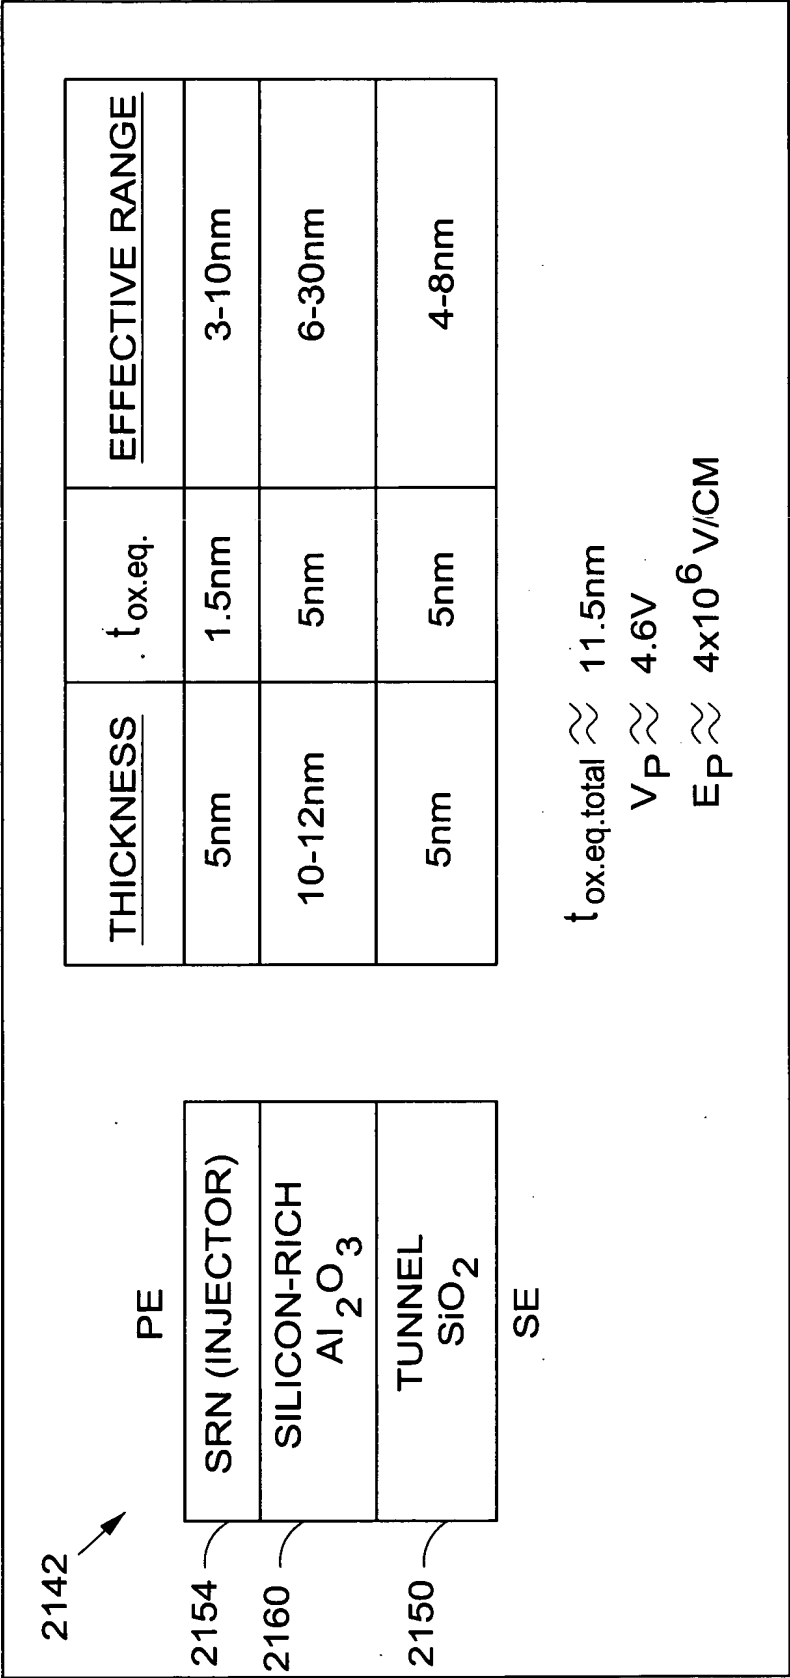 2142
PE
2154
SRN (INJECTOR)
2160
SILICON-RICH
Al2O3
2150
TUNNEL
SiO2
SE
THICKNESS tox.eq. EFFECTIVE RANGE
5nm 1.5nm 3-10nm
10-12nm 5nm 6-30nm
5nm 5nm 4-8nm
tox.eq.total ≈ 11.5nm
VP ≈ 4.6V
EP ≈ 4x10^6 V/CM